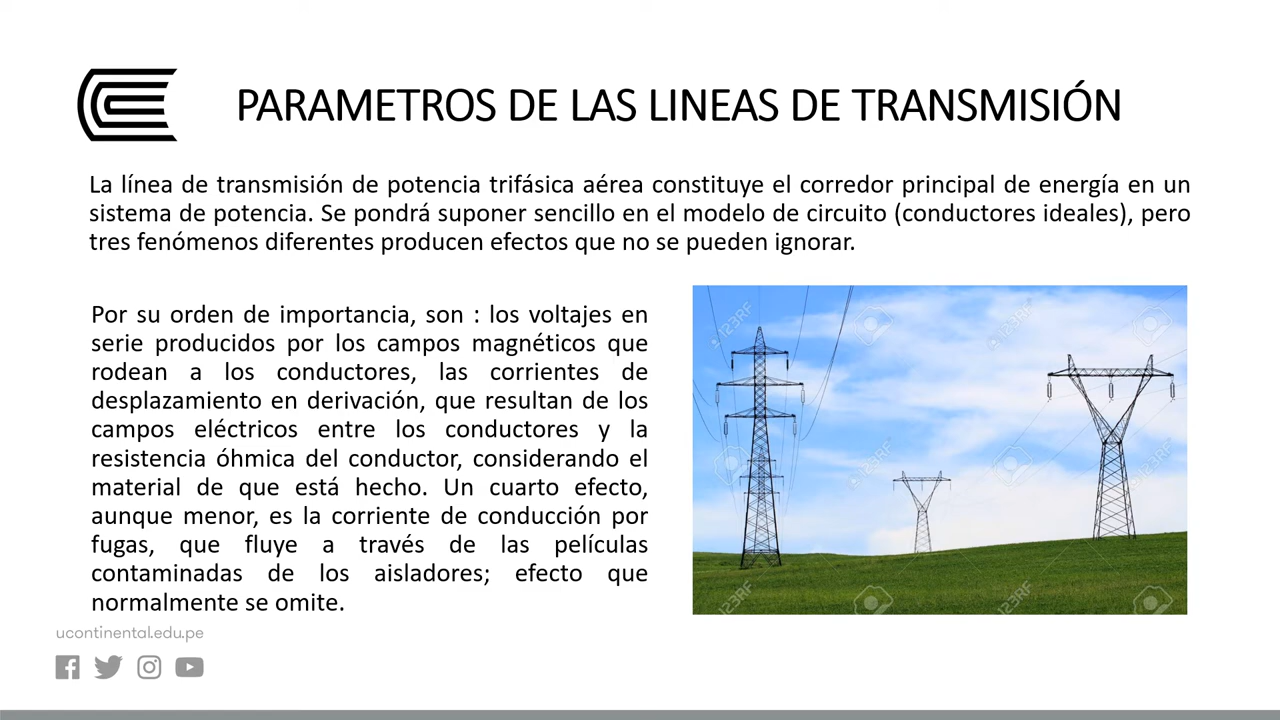 PARAMETROS DE LAS LINEAS DE TRANSMISIÓN
La línea de transmisión de potencia trifásica aérea constituye el corredor principal de energía en un
sistema de potencia. Se pondrá suponer sencillo en el modelo de circuito (conductores ideales), pero
tres fenómenos diferentes producen efectos que no se pueden ignorar.
Por su orden de importancia, son : los voltajes en
serie producidos por los campos magnéticos que
rodean a los conductores, las corrientes de
desplazamiento en derivación, que resultan de los
campos eléctricos entre los conductores y la
resistencia óhmica del conductor, considerando el
material de que está hecho. Un cuarto efecto,
aunque menor, es la corriente de conducción por
fugas, que fluye a través de las películas
contaminadas de los aisladores; efecto que
normalmente se omite.
123RF
123RF
123RF
123RF
ucontinental.edu.pe